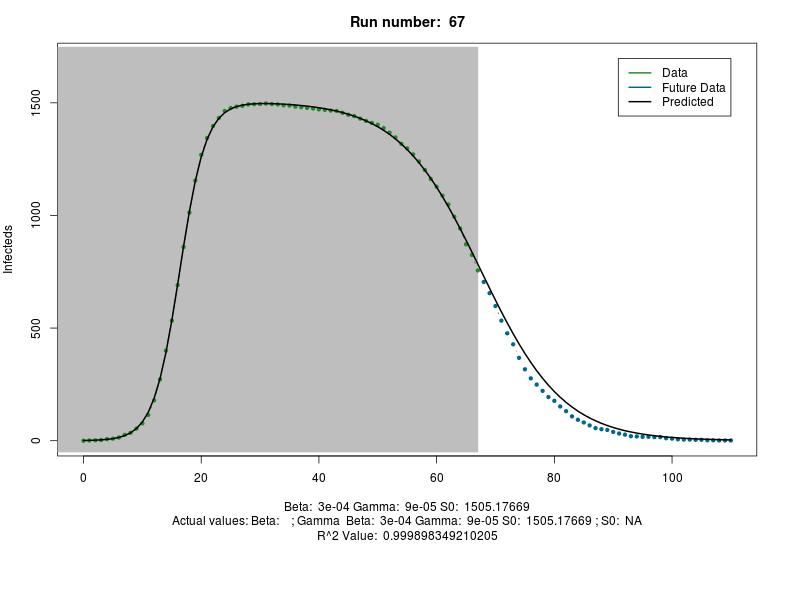 Run number: 67
1500
1000
500
0
Infecteds
Data
Future Data
Predicted
0 20 40 60 80 100
Beta: 3e-04 Gamma: 9e-05 S0: 1505.17669
Actual values: Beta: ; Gamma Beta: 3e-04 Gamma: 9e-05 S0: 1505.17669 ; S0: NA
R^2 Value: 0.999898349210205